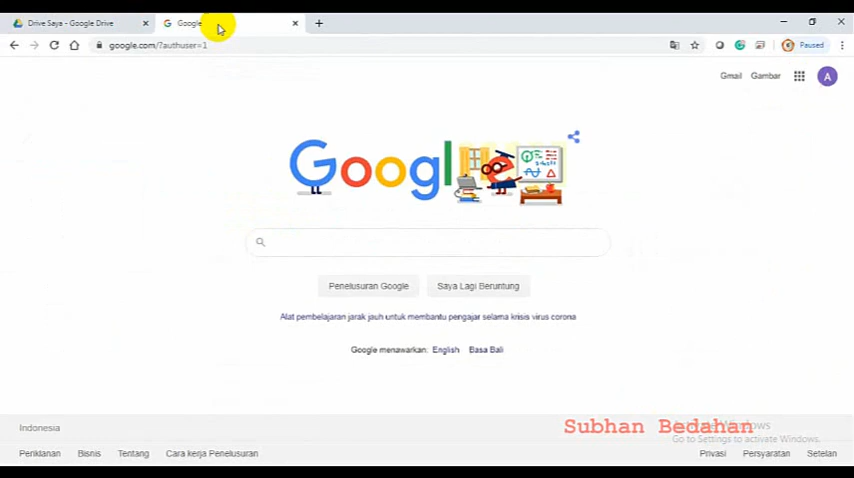 Drive Saya - Google Drive
Google
google.com/?authuser=1
Paused
Gmail Gambar A
Google
Penelusuran Google Saya Lagi Beruntung
Alat pembelajaran jarak jauh untuk membantu pengajar selama krisis virus corona
Google menawarkan: English Basa Bali
Indonesia
Subhan Bedahan
Activate Windows
Go to Settings to activate Windows.
Periklanan Bisnis Tentang Cara kerja Penelusuran Privasi Persyaratan Setelan